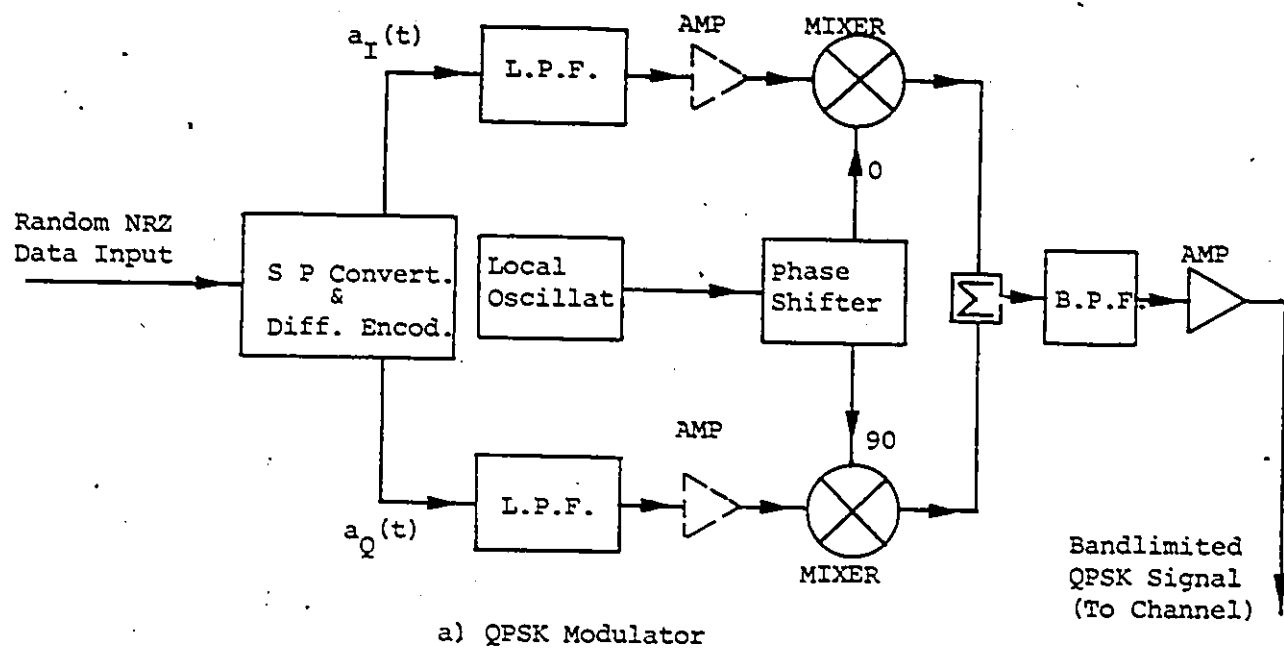 a_I(t)
L.P.F.
AMP
MIXER
0
Random NRZ
Data Input
S P Convert.
&
Diff. Encod.
Local
Oscillat
Phase
Shifter
Σ
B.P.F.
AMP
90
AMP
L.P.F.
a_Q(t)
MIXER
Bandlimited
QPSK Signal
(To Channel)
a) QPSK Modulator